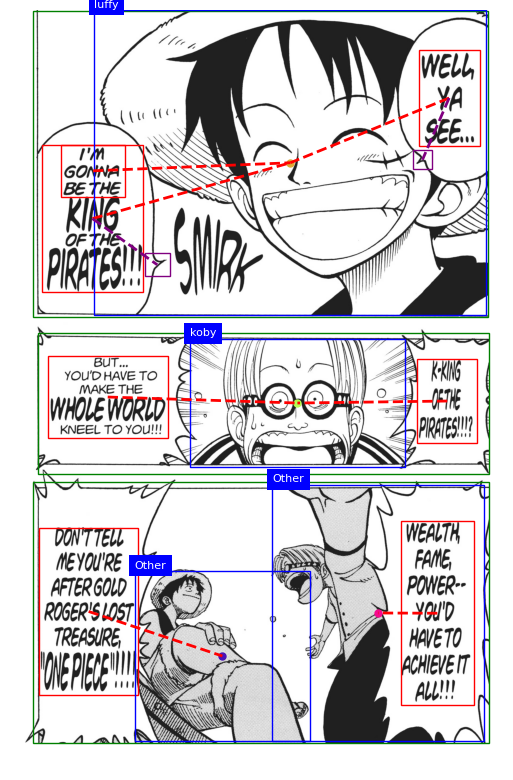 luffy
WELL,
YA
SEE...
I'M
GONNA
BE THE
KING
OF THE
PIRATES!!!
SMIRK
koby
K-KING
OF THE
PIRATES!!!?
BUT...
YOU'D HAVE TO
MAKE THE
WHOLE WORLD
KNEEL TO YOU!!!
Other
WEALTH,
FAME,
POWER--
YOU'D
HAVE TO
ACHIEVE IT
ALL!!!
Other
DON'T TELL
ME YOU'RE
AFTER GOLD
ROGER'S LOST
TREASURE,
"ONE PIECE"!!!!